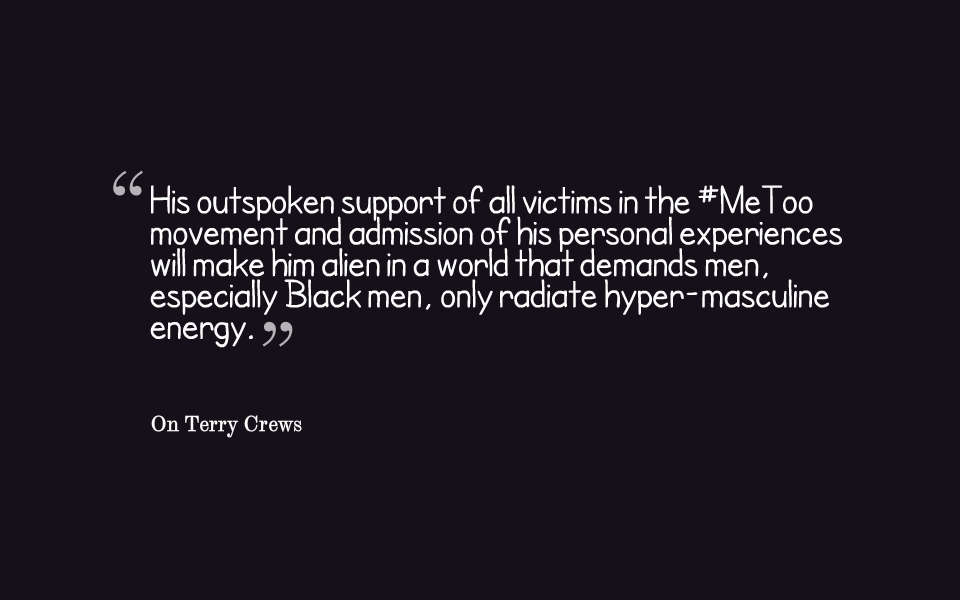 “ His outspoken support of all victims in the #MeToo
movement and admission of his personal experiences
will make him alien in a world that demands men,
especially Black men, only radiate hyper-masculine
energy. ”
On Terry Crews